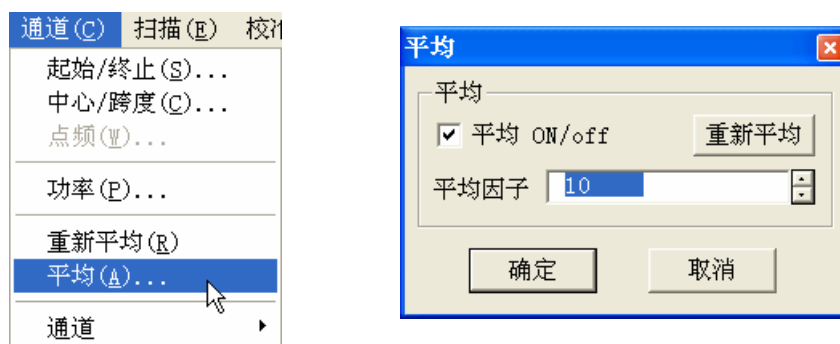 通道(C) 扫描(E)
起始/终止(S)...
中心/跨度(C)...
点频(W)...
功率(P)...
重新平均(R)
平均(A)...
通道
平均
平均
平均 ON/off 重新平均
平均因子 10
确定 取消